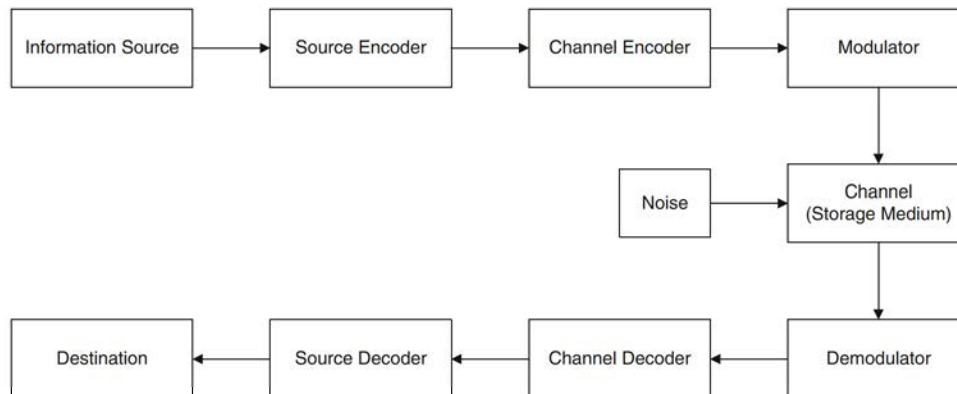 Information Source
Source Encoder
Channel Encoder
Modulator
Noise
Channel
(Storage Medium)
Destination
Source Decoder
Channel Decoder
Demodulator